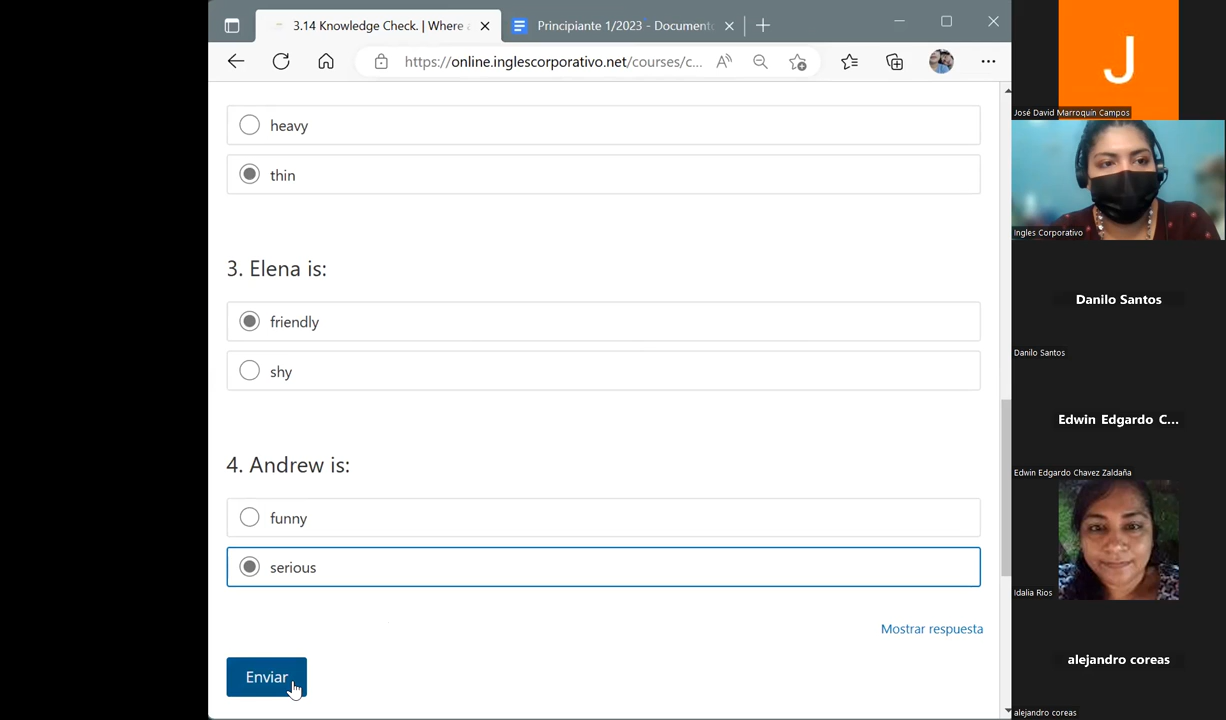 3.14 Knowledge Check. | Where a
Principiante 1/2023 - Document
https://online.inglescorporativo.net/courses/c...
heavy
thin
3. Elena is:
friendly
shy
4. Andrew is:
funny
serious
Mostrar respuesta
Enviar
J
José David Marroquín Campos
Ingles Corporativo
Danilo Santos
Danilo Santos
Edwin Edgardo C...
Edwin Edgardo Chavez Zaldaña
Idalia Rios
alejandro coreas
alejandro coreas